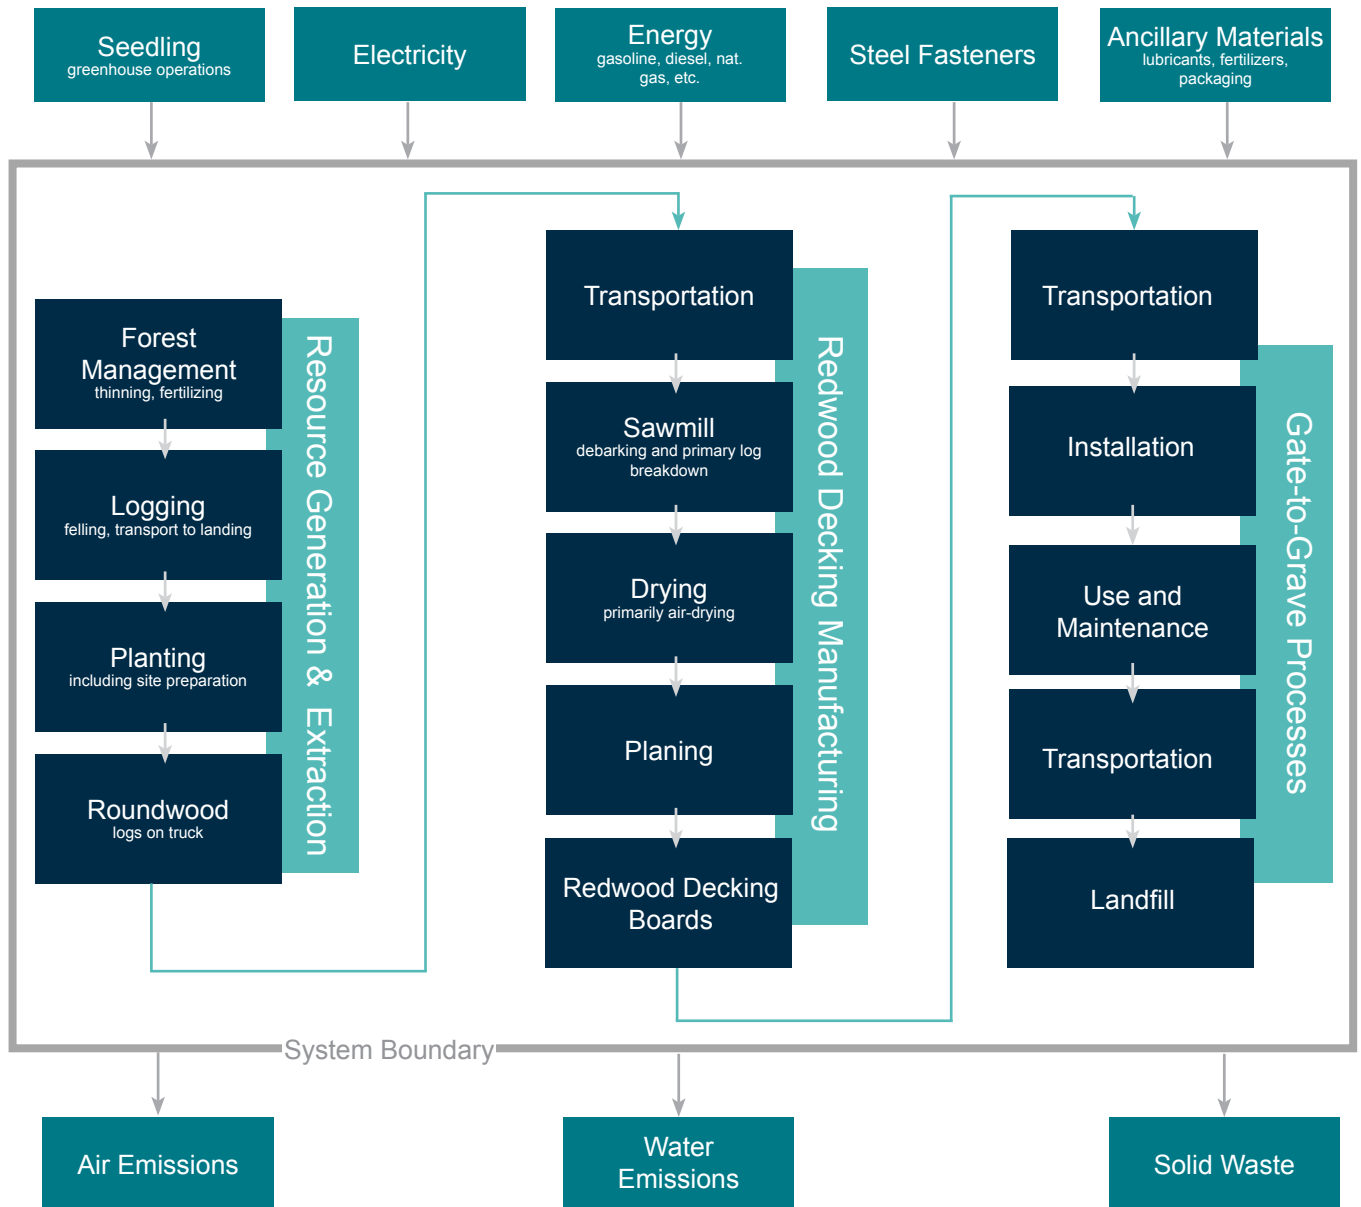 Seedling
greenhouse operations
Electricity
Energy
gasoline, diesel, nat.
gas, etc.
Steel Fasteners
Ancillary Materials
lubricants, fertilizers,
packaging
Forest
Management
thinning, fertilizing
Logging
felling, transport to landing
Planting
including site preparation
Roundwood
logs on truck
Resource Generation & Extraction
Transportation
Sawmill
debarking and primary log
breakdown
Drying
primarily air-drying
Planing
Redwood Decking
Boards
Redwood Decking Manufacturing
Transportation
Installation
Use and
Maintenance
Transportation
Landfill
Gate-to-Grave Processes
System Boundary
Air Emissions
Water
Emissions
Solid Waste